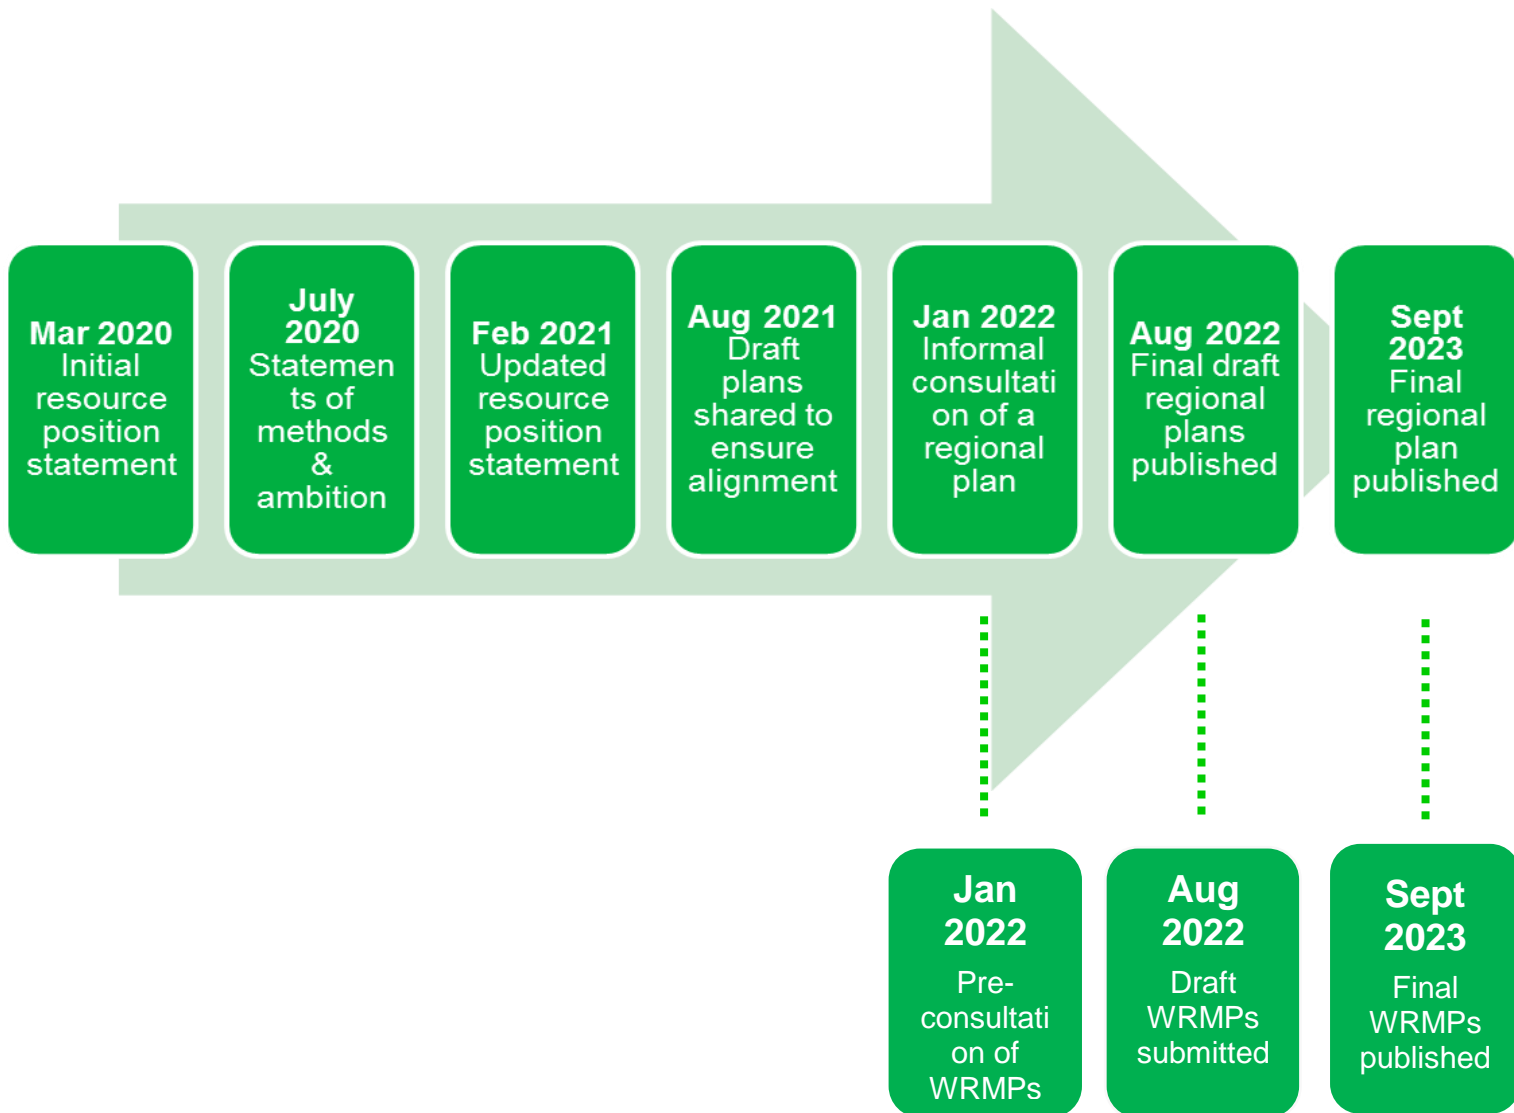 Mar 2020
Initial
resource
position
statement
July
2020
Statemen
ts of
methods
&
ambition
Feb 2021
Updated
resource
position
statement
Aug 2021
Draft
plans
shared to
ensure
alignment
Jan 2022
Informal
consultati
on of a
regional
plan
Aug 2022
Final draft
regional
plans
published
Sept
2023
Final
regional
plan
published
Jan
2022
Pre-
consultati
on of
WRMPs
Aug
2022
Draft
WRMPs
submitted
Sept
2023
Final
WRMPs
published